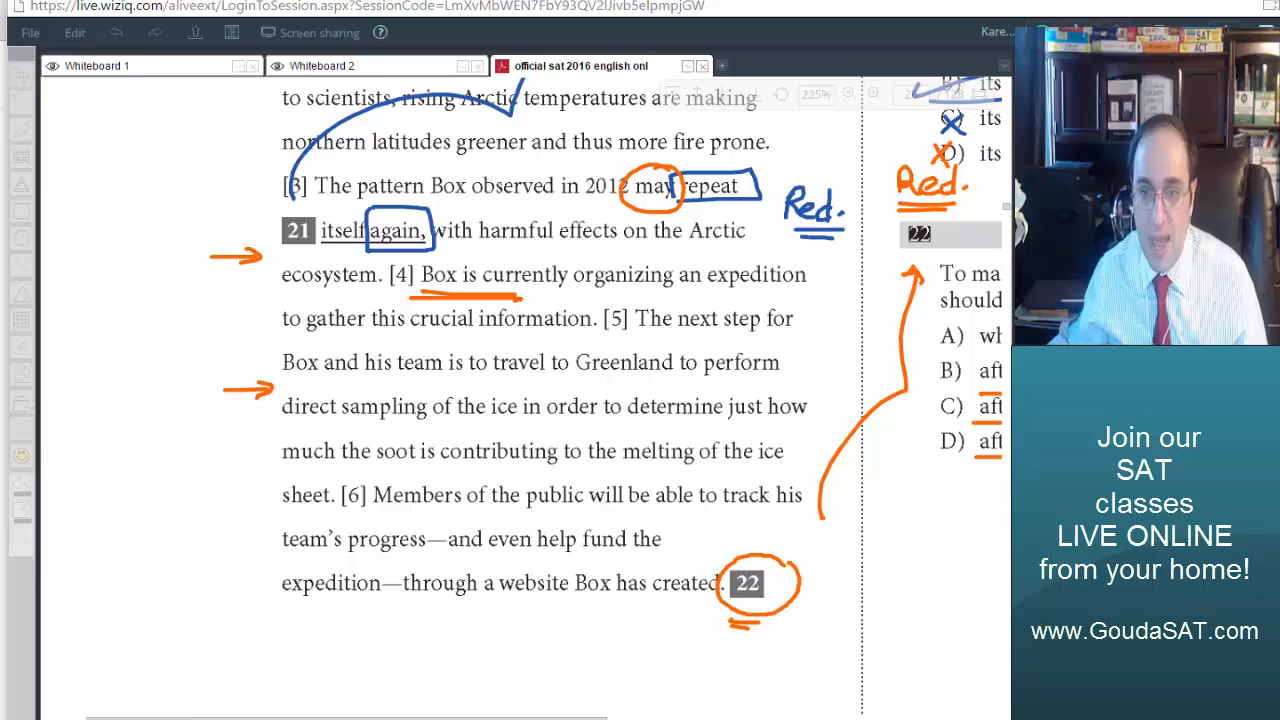 https://live.wiziq.com/aliveext/LoginToSession.aspx?SessionCode=LmXvMbWEN7FbY93QV2lJivb5eIpmpjGW
File Edit Screen sharing ? Kare...
Whiteboard 1
Whiteboard 2
official sat 2016 english onl
225%
to scientists, rising Arctic temperatures are making
northern latitudes greener and thus more fire prone.
[3] The pattern Box observed in 2012 may repeat
21 itself again, with harmful effects on the Arctic
ecosystem. [4] Box is currently organizing an expedition
to gather this crucial information. [5] The next step for
Box and his team is to travel to Greenland to perform
direct sampling of the ice in order to determine just how
much the soot is contributing to the melting of the ice
sheet. [6] Members of the public will be able to track his
team's progress—and even help fund the
expedition—through a website Box has created. 22
Red.
B) its
C) its
D) its
Red.
22
To ma
should
A) wh
B) aft
C) aft
D) aft
SAT
Join our
SAT
classes
LIVE ONLINE
from your home!
www.GoudaSAT.com